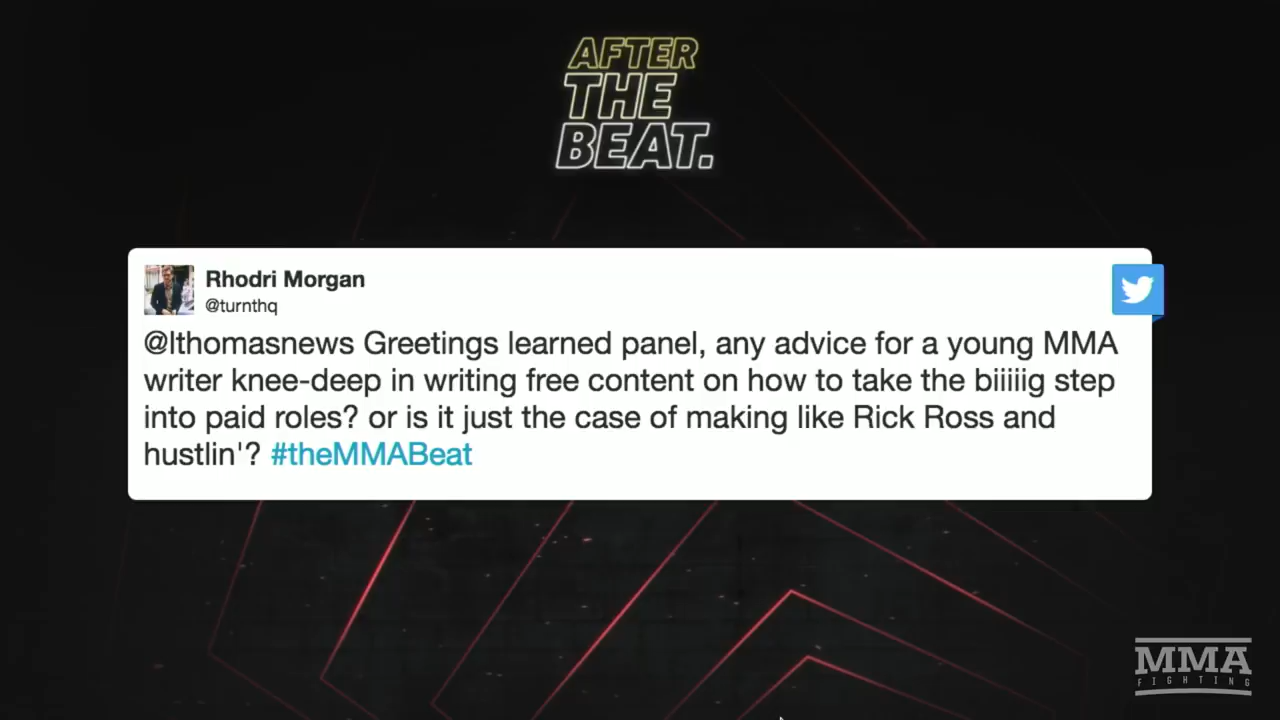 AFTER
THE
BEAT.
Rhodri Morgan
@turnthq
@lthomasnews Greetings learned panel, any advice for a young MMA
writer knee-deep in writing free content on how to take the biiiiig step
into paid roles? or is it just the case of making like Rick Ross and
hustlin'? #theMMABeat
MMA
FIGHTING